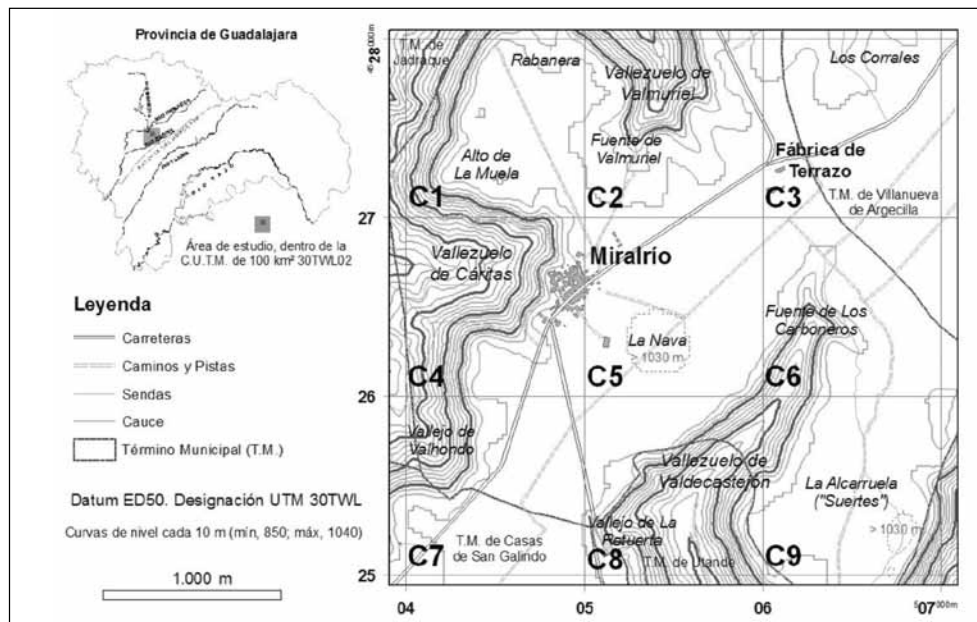 Provincia de Guadalajara
Área de estudio, dentro de la
C.U.T.M. de 100 km² 30TWL02
Leyenda
Carreteras
Caminos y Pistas
Sendas
Cauce
Término Municipal (T.M.)
Datum ED50. Designación UTM 30TWL
Curvas de nivel cada 10 m (mín, 850; máx, 1040)
1.000 m
45 28 000m
27
26
25
04
05
06
5 07 000m
T.M. de
Jadraque
Rabanera
Vallezuelo de
Valmuriel
Los Corrales
Fuente de
Valmuriel
Alto de
La Muela
Fábrica de
Terrazo
C1
C2
C3
T.M. de Villanueva
de Argecilla
Vallezuelo
de Cáritas
Miralrío
Fuente de Los
Carboneros
La Nava
> 1030 m
C4
C5
C6
Vallejo de
Valhondo
Vallezuelo de
Valdecastejón
La Alcarruela
("Suertes")
> 1030 m
Vallejo de La
Retuerta
T.M. de Casas
de San Galindo
T.M. de Utande
C7
C8
C9